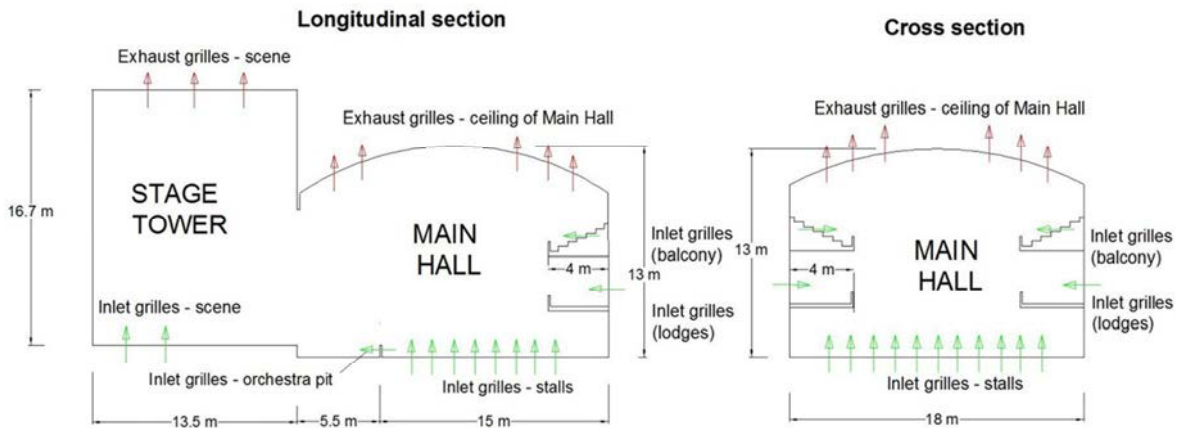 Longitudinal section
Exhaust grilles - scene
Exhaust grilles - ceiling of Main Hall
STAGE
TOWER
16.7 m
MAIN
HALL
Inlet grilles
(balcony)
4 m
13 m
Inlet grilles
(lodges)
Inlet grilles - scene
Inlet grilles - orchestra pit
Inlet grilles - stalls
13.5 m
5.5 m
15 m
Cross section
Exhaust grilles - ceiling of Main Hall
13 m
MAIN
HALL
4 m
Inlet grilles
(balcony)
Inlet grilles
(lodges)
Inlet grilles - stalls
18 m